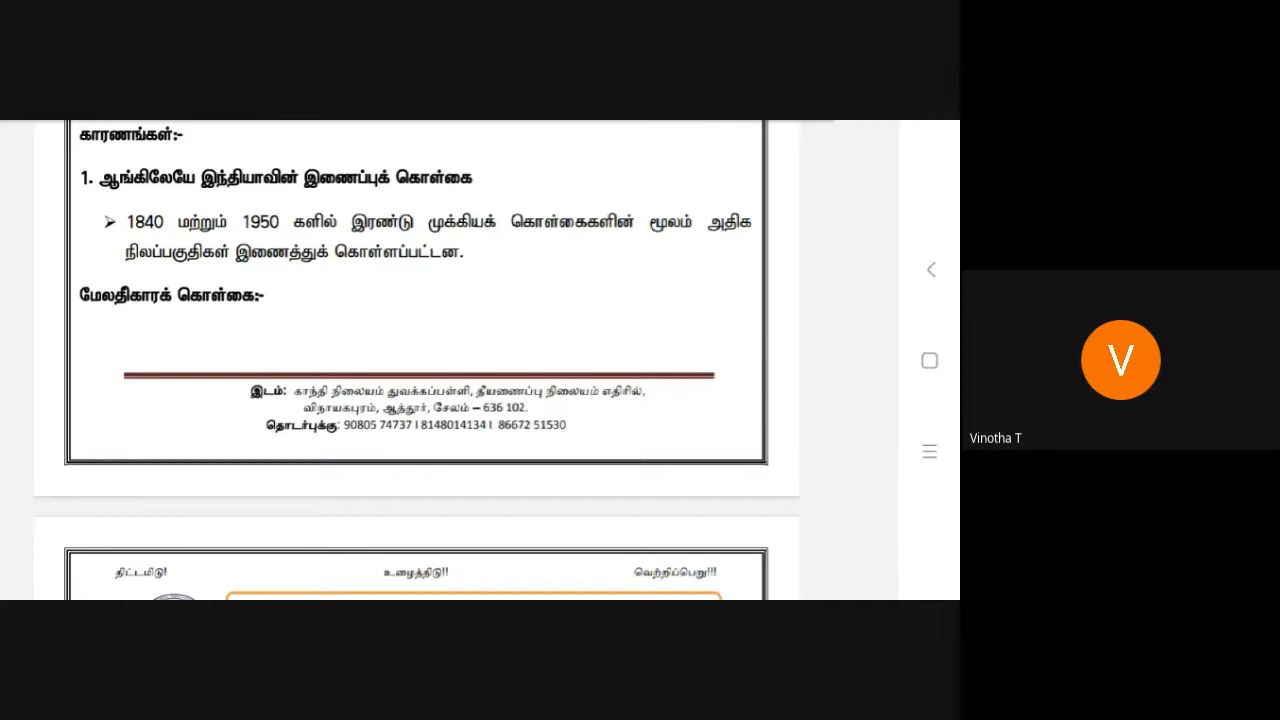 காரணங்கள்:-
1. ஆங்கிலேயே இந்தியாவின் இணைப்புக் கொள்கை
➢ 1840 மற்றும் 1950 களில் இரண்டு முக்கியக் கொள்கைகளின் மூலம் அதிக
நிலப்பகுதிகள் இணைத்துக் கொள்ளப்பட்டன.
மேலதிகாரக் கொள்கை:-
இடம்: காந்தி நிலையம் துவக்கப்பள்ளி, தீயணைப்பு நிலையம் எதிரில்,
விநாயகபுரம், ஆத்தூர், சேலம் – 636 102.
தொடர்புக்கு: 90805 74737 I 8148014134 I 86672 51530
திட்டமிடு! உழைத்திடு!! வெற்றிப்பெறு!!!
V
Vinotha T